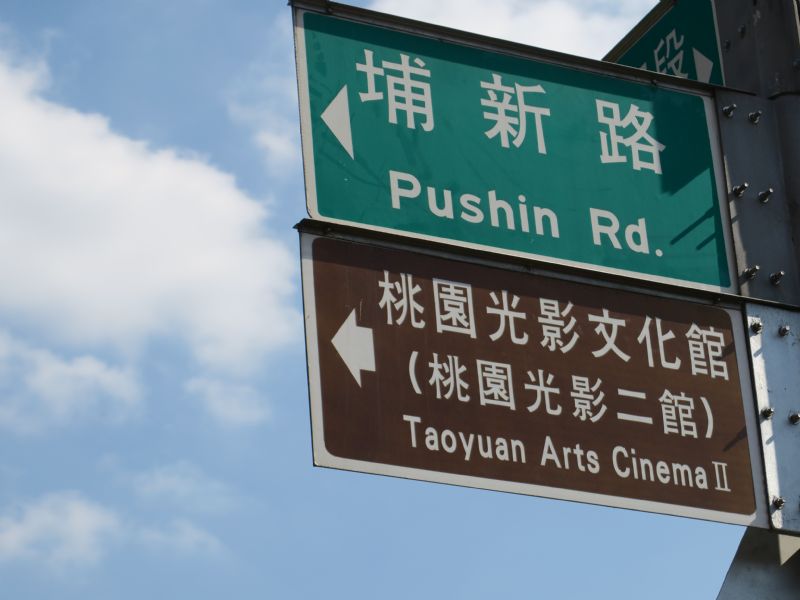 埔新路
Pushin Rd.
桃園光影文化館
(桃園光影二館)
Taoyuan Arts Cinema II
段